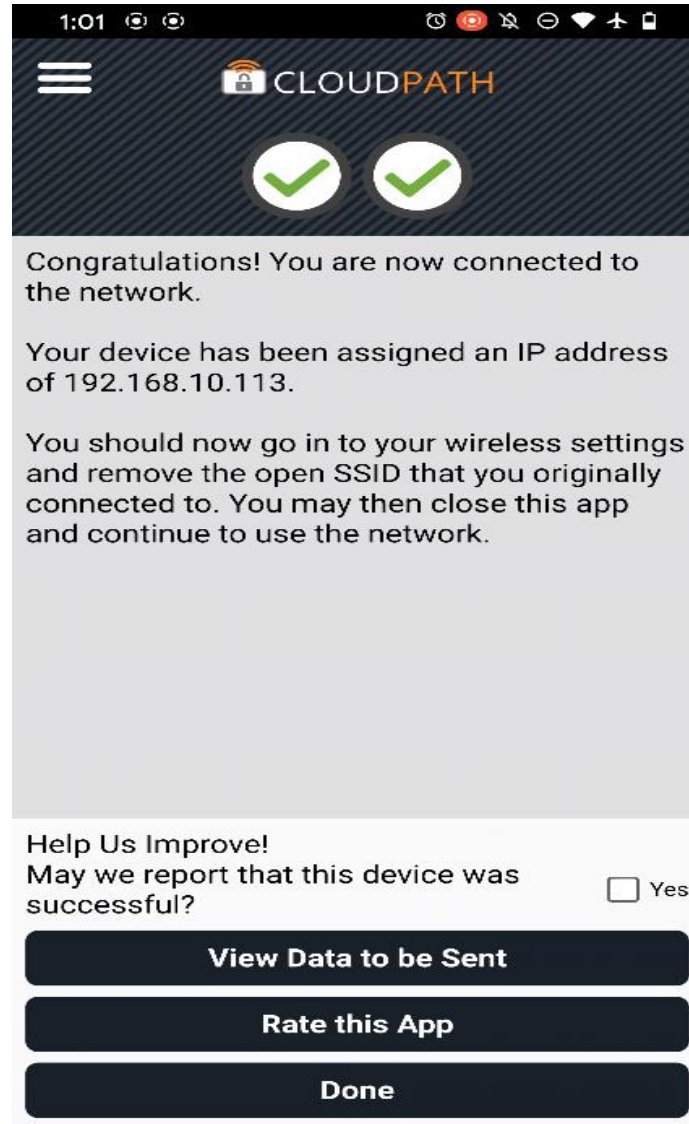 1:01
CLOUDPATH
Congratulations! You are now connected to
the network.
Your device has been assigned an IP address
of 192.168.10.113.
You should now go in to your wireless settings
and remove the open SSID that you originally
connected to. You may then close this app
and continue to use the network.
Help Us Improve!
May we report that this device was
successful?
Yes
View Data to be Sent
Rate this App
Done